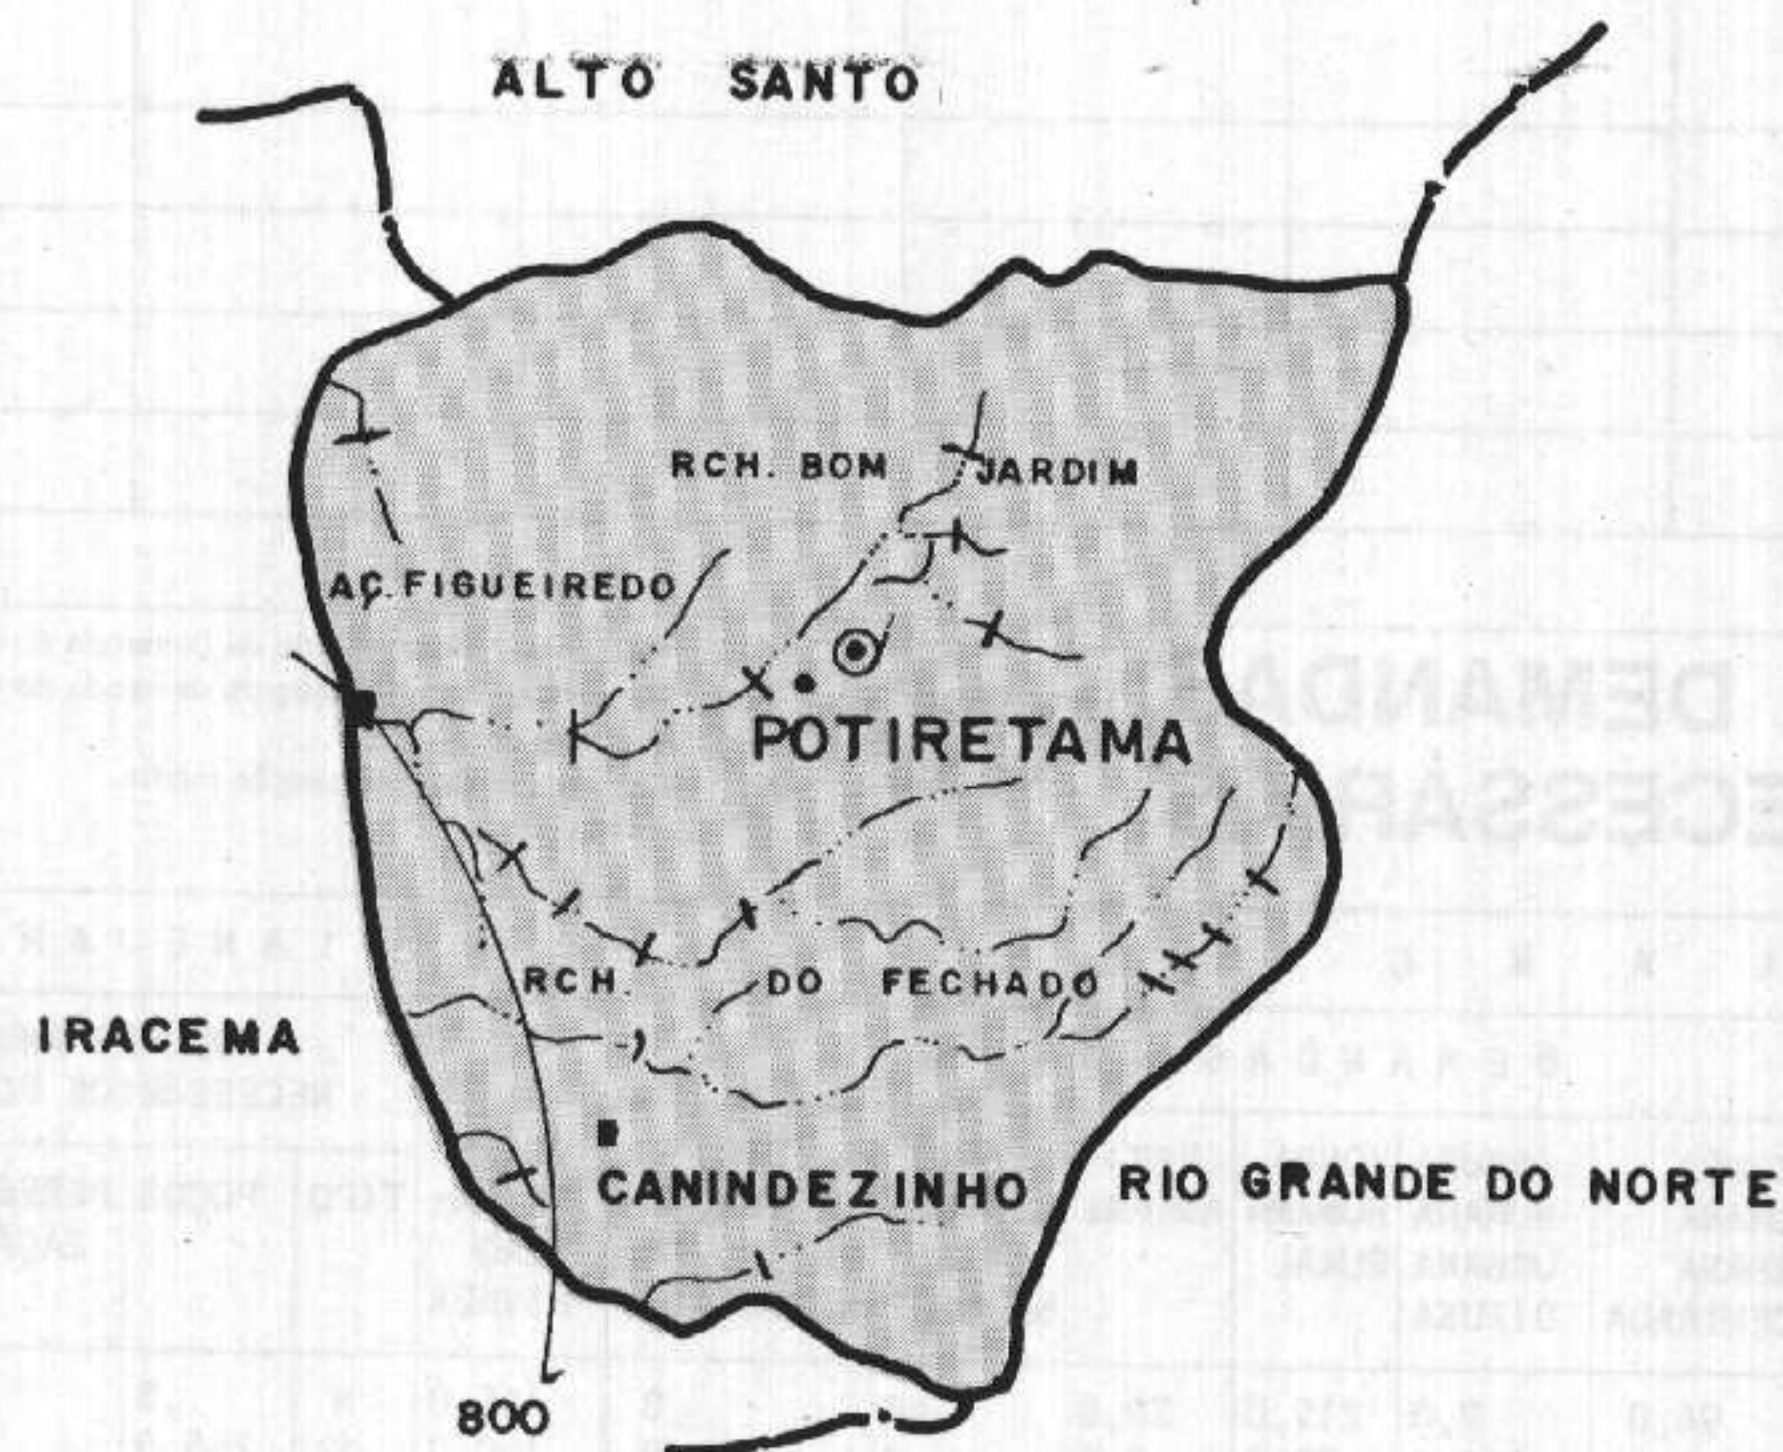 ALTO SANTO
RCH. BOM JARDIM
AÇ. FIGUEIREDO
POTIRETAMA
RCH. DO FECHADO
IRACEMA
CANINDEZINHO
RIO GRANDE DO NORTE
800